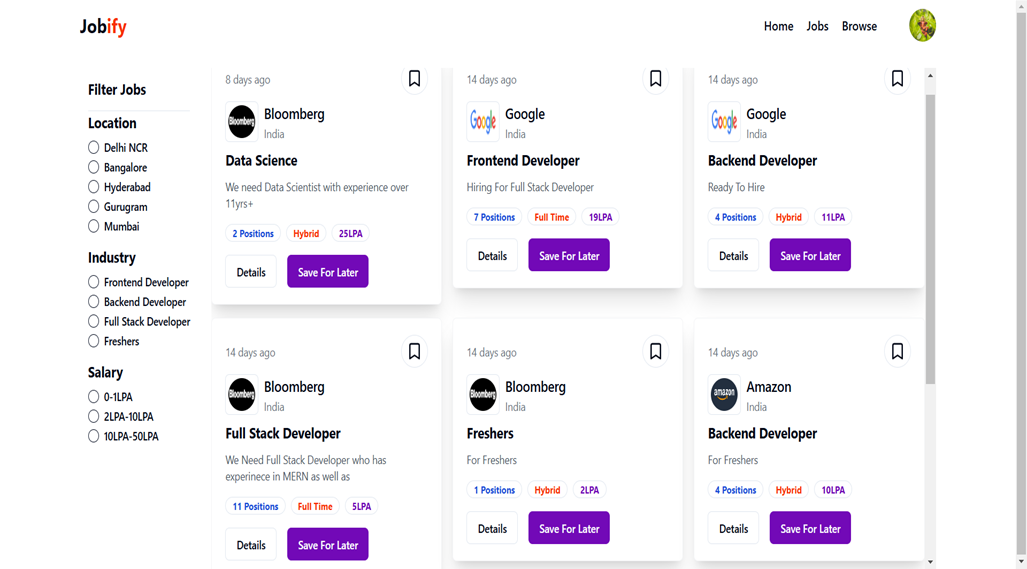 Jobify
Home Jobs Browse
Filter Jobs
Location
Delhi NCR
Bangalore
Hyderabad
Gurugram
Mumbai
Industry
Frontend Developer
Backend Developer
Full Stack Developer
Freshers
Salary
0-1LPA
2LPA-10LPA
10LPA-50LPA
8 days ago
Bloomberg
Bloomberg
India
Data Science
We need Data Scientist with experience over
11yrs+
2 Positions Hybrid 25LPA
Details Save For Later
14 days ago
Google
Google
India
Frontend Developer
Hiring For Full Stack Developer
7 Positions Full Time 19LPA
Details Save For Later
14 days ago
Google
Google
India
Backend Developer
Ready To Hire
4 Positions Hybrid 11LPA
Details Save For Later
14 days ago
Bloomberg
Bloomberg
India
Full Stack Developer
We Need Full Stack Developer who has
experinece in MERN as well as
11 Positions Full Time 5LPA
Details Save For Later
14 days ago
Bloomberg
Bloomberg
India
Freshers
For Freshers
1 Positions Hybrid 2LPA
Details Save For Later
14 days ago
amazon
Amazon
India
Backend Developer
For Freshers
4 Positions Hybrid 10LPA
Details Save For Later